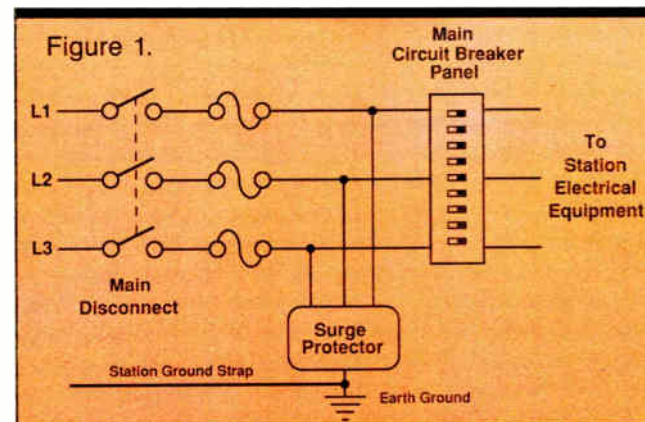 Figure 1.
Main
Circuit Breaker
Panel
L1
L2
L3
To
Station
Electrical
Equipment
Main
Disconnect
Surge
Protector
Station Ground Strap
Earth Ground